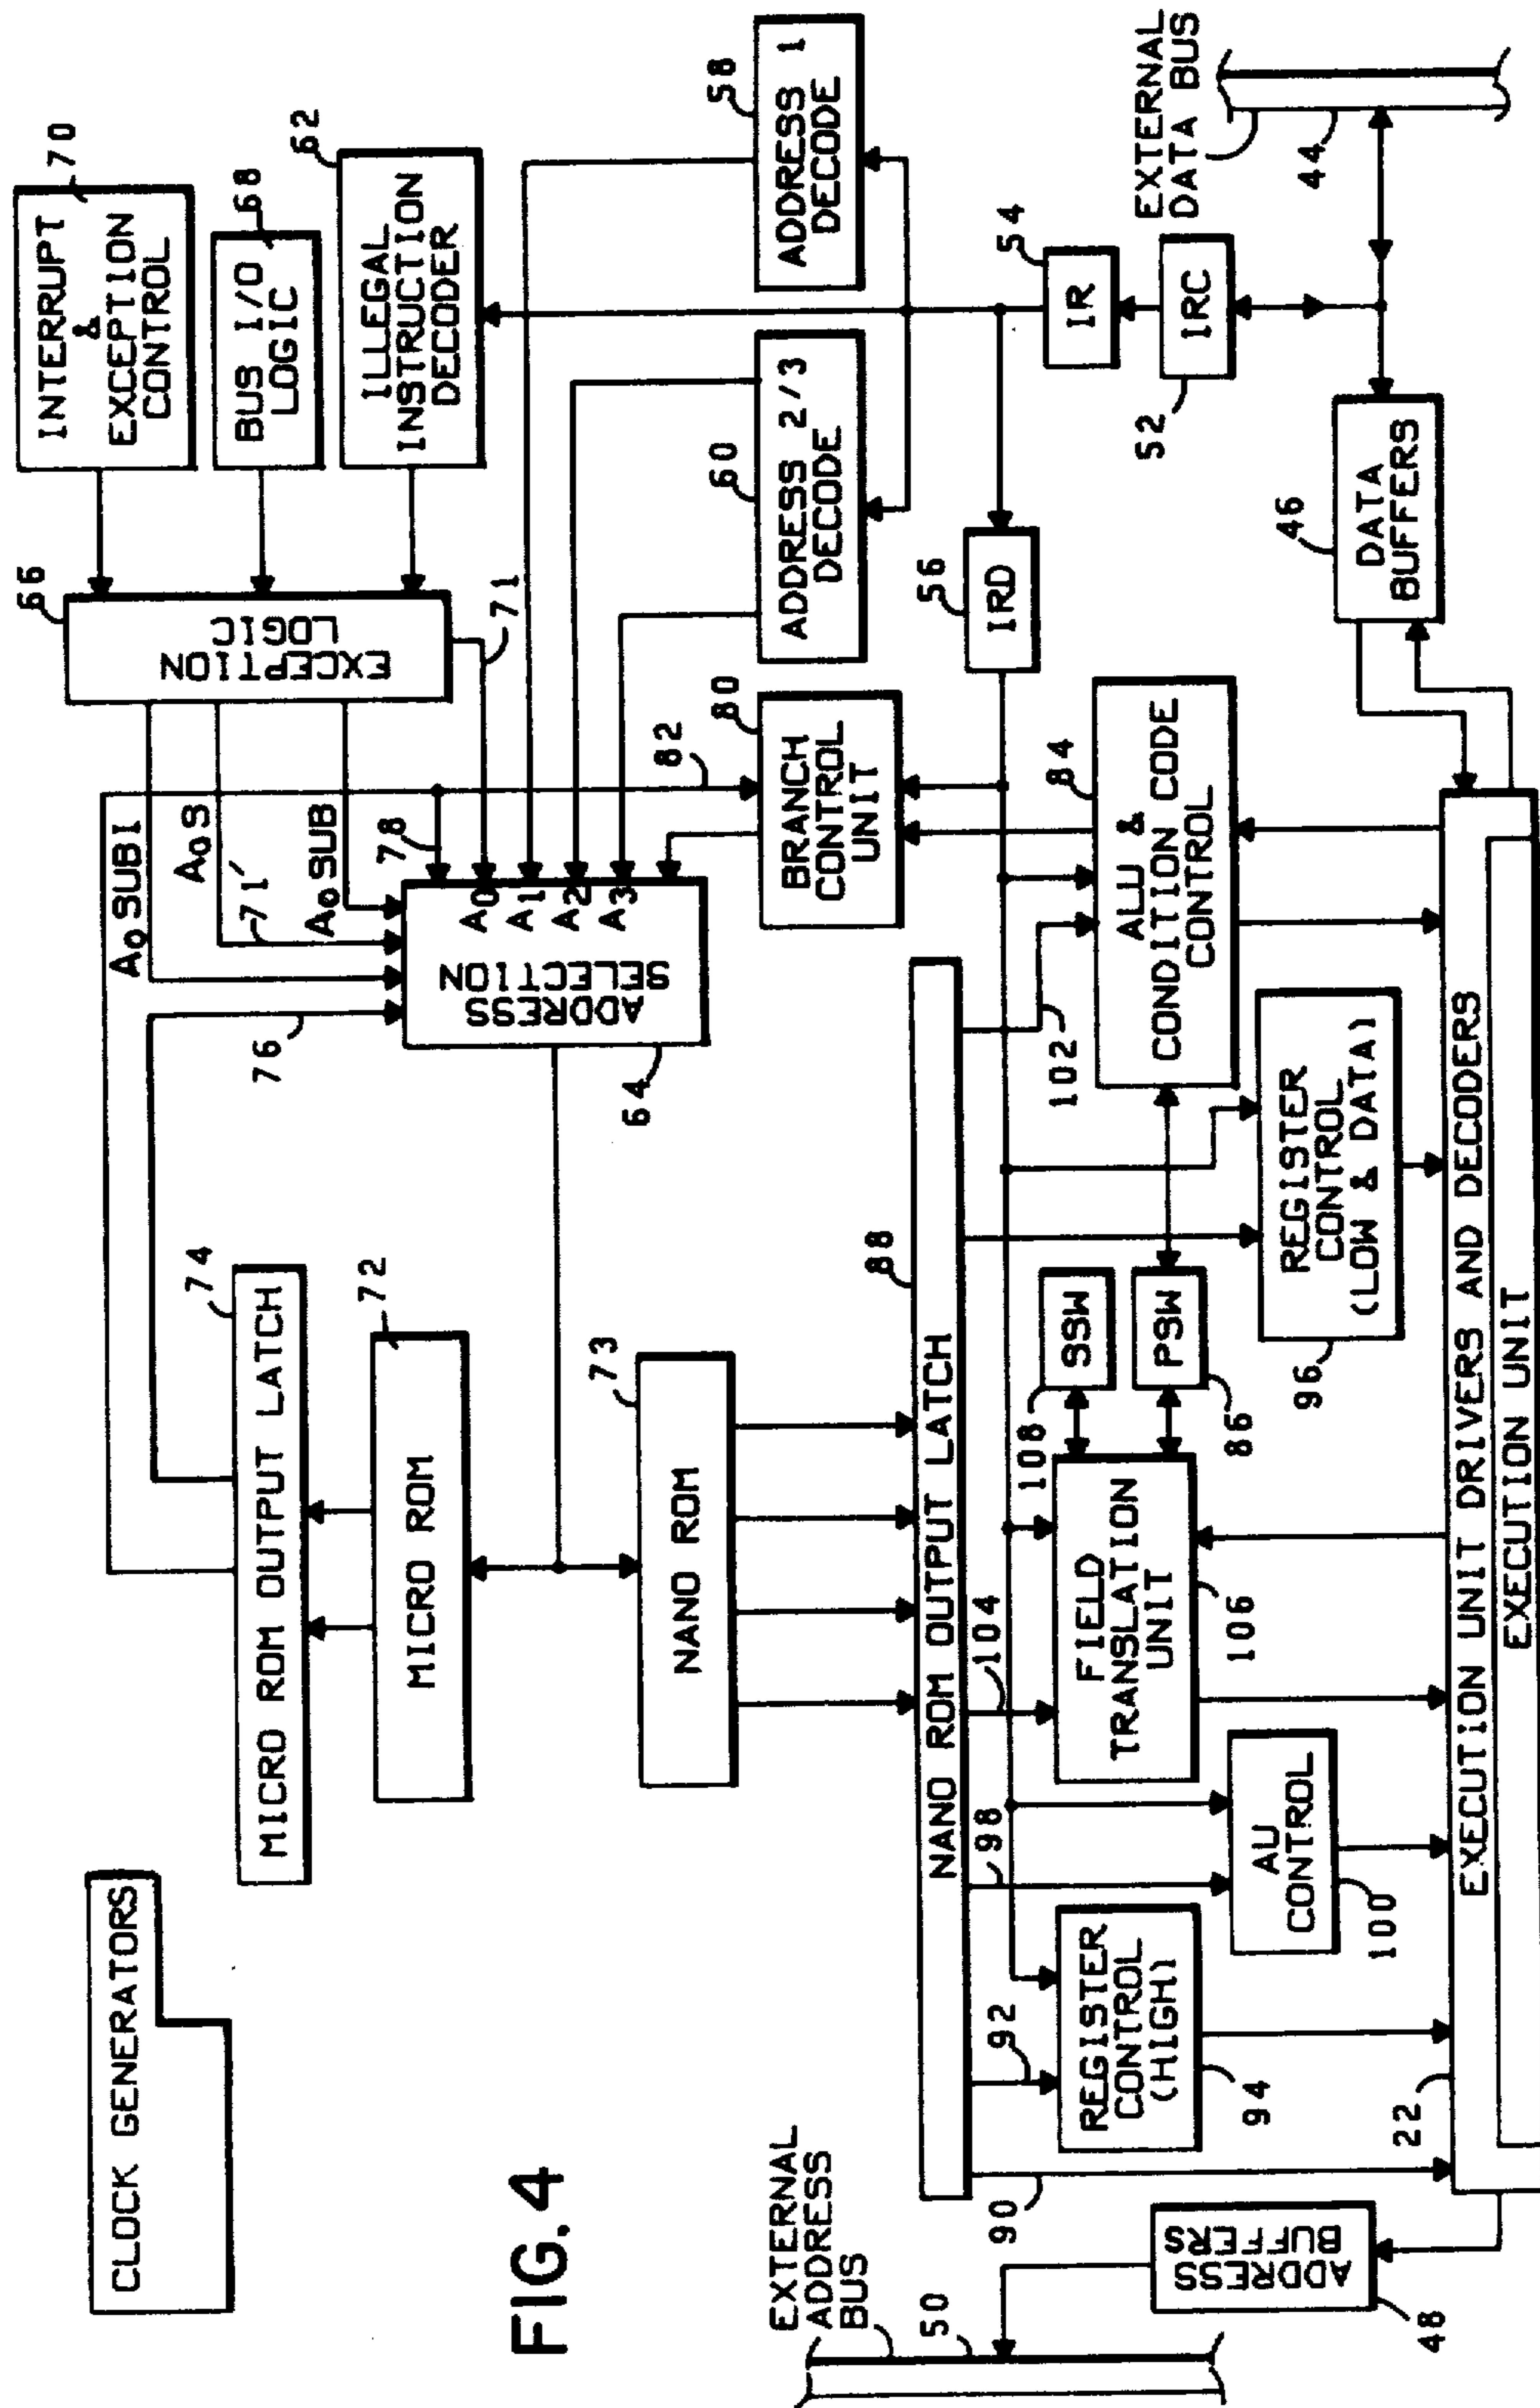 CLOCK GENERATORS
FIG. 4
MICRO ROM OUTPUT LATCH
74
MICRO ROM
72
NANO ROM
73
76
A0 SUBI
A0S
71'
A0 SUB
78
82
71
ADDRESS
SELECTION
A0
A1
A2
A3
64
EXCEPTION
LOGIC
66
INTERRUPT
&
EXCEPTION
CONTROL
70
BUS I/O
LOGIC
68
ILLEGAL
INSTRUCTION
DECODER
62
ADDRESS 1
DECODE
58
ADDRESS 2/3
DECODE
60
BRANCH
CONTROL
UNIT
80
NANO ROM OUTPUT LATCH
88
IRD
56
IR
54
IRC
52
EXTERNAL
DATA BUS
44
DATA
BUFFERS
46
ALU &
CONDITION CODE
CONTROL
84
102
REGISTER
CONTROL
(LOW & DATA)
96
SSW
108
PSW
86
FIELD
TRANSLATION
UNIT
104
106
AU
CONTROL
98
100
REGISTER
CONTROL
(HIGH)
92
94
90
EXTERNAL
ADDRESS
BUS
50
ADDRESS
BUFFERS
48
22
EXECUTION UNIT DRIVERS AND DECODERS
EXECUTION UNIT